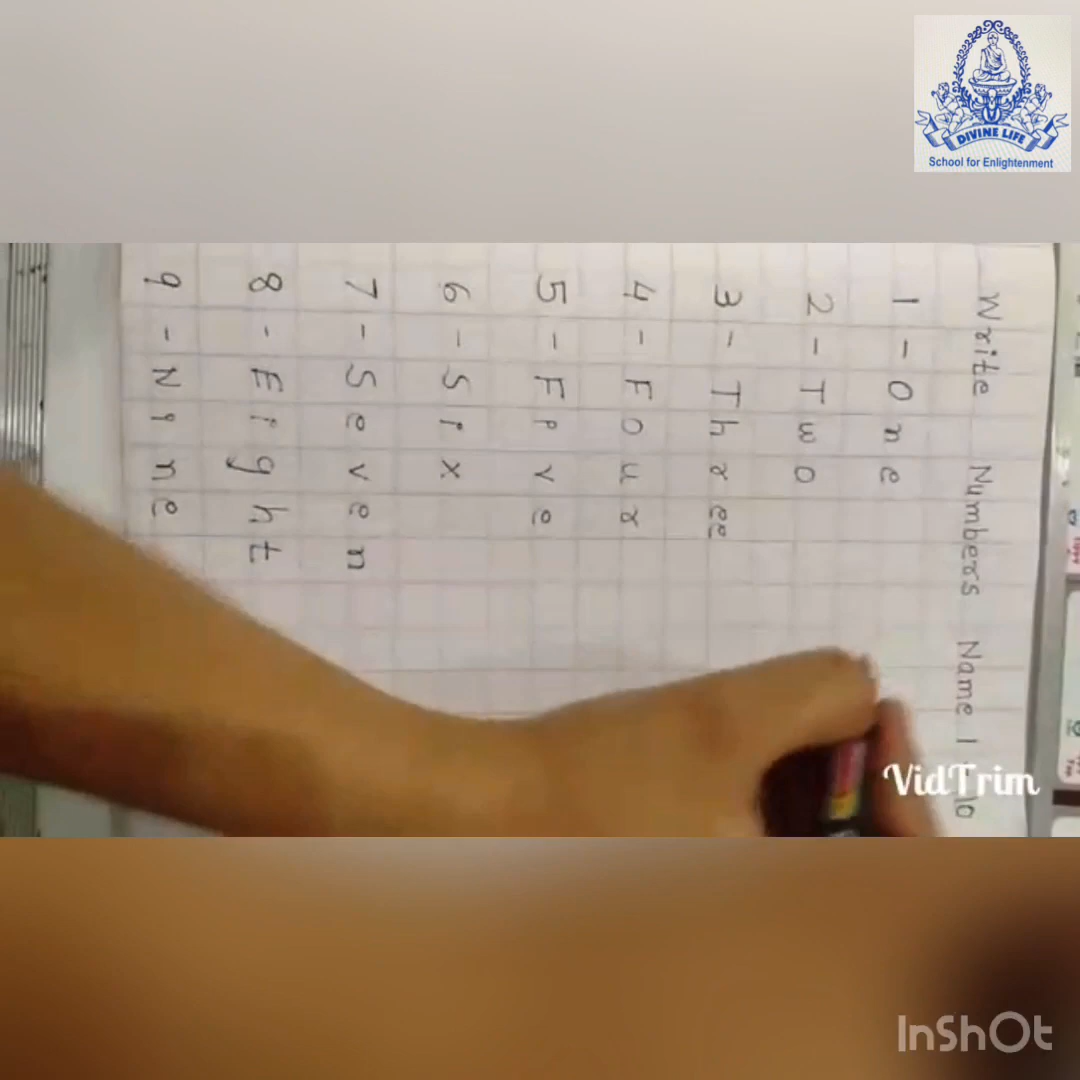 DIVINE LIFE
School for Enlightenment
Write Numbers Name 1 10
1 - One
2 - Two
3 - Three
4 - Four
5 - Five
6 - Six
7 - Seven
8 - Eight
9 - Nine
VidTrim
InShOt